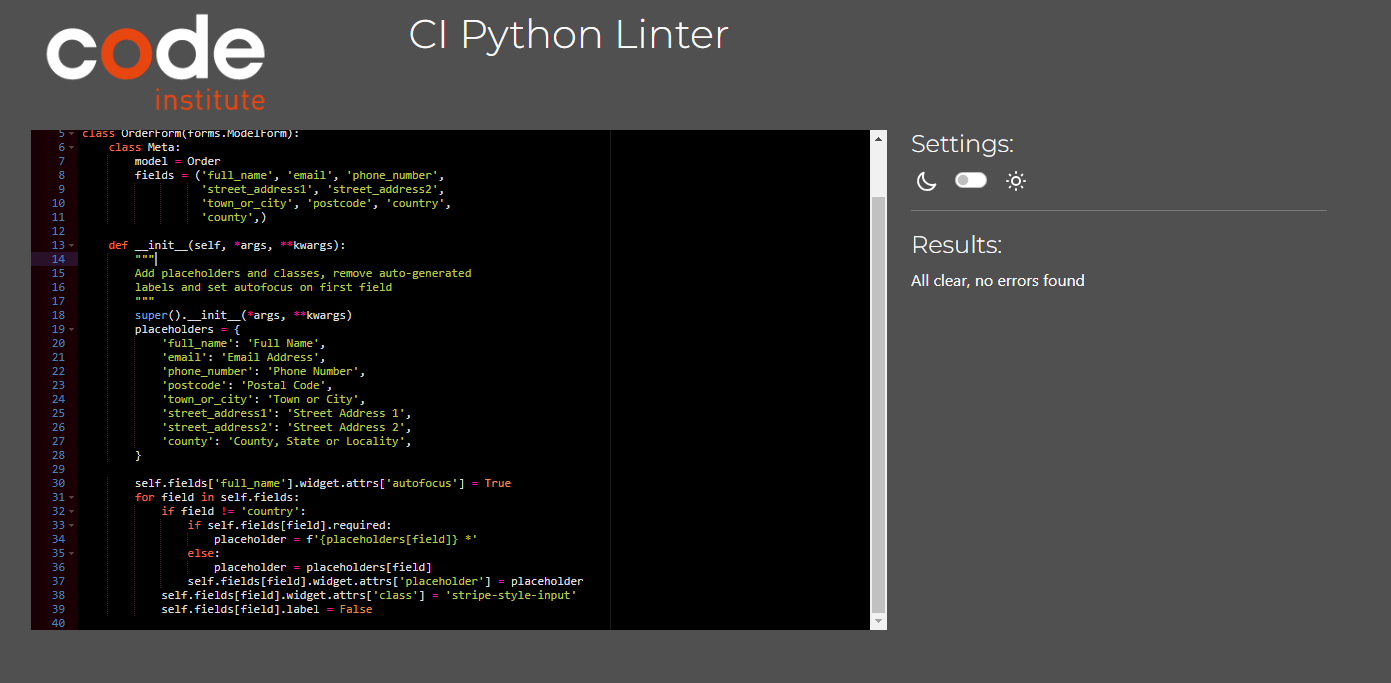 code
institute
CI Python Linter
5 class OrderForm(forms.ModelForm):
6     class Meta:
7         model = Order
8         fields = ('full_name', 'email', 'phone_number',
9                   'street_address1', 'street_address2',
10                   'town_or_city', 'postcode', 'country',
11                   'county',)
12
13     def __init__(self, *args, **kwargs):
14         """
15         Add placeholders and classes, remove auto-generated
16         labels and set autofocus on first field
17         """
18         super().__init__(*args, **kwargs)
19         placeholders = {
20             'full_name': 'Full Name',
21             'email': 'Email Address',
22             'phone_number': 'Phone Number',
23             'postcode': 'Postal Code',
24             'town_or_city': 'Town or City',
25             'street_address1': 'Street Address 1',
26             'street_address2': 'Street Address 2',
27             'county': 'County, State or Locality',
28         }
29
30         self.fields['full_name'].widget.attrs['autofocus'] = True
31         for field in self.fields:
32             if field != 'country':
33                 if self.fields[field].required:
34                     placeholder = f'{placeholders[field]} *'
35                 else:
36                     placeholder = placeholders[field]
37                 self.fields[field].widget.attrs['placeholder'] = placeholder
38             self.fields[field].widget.attrs['class'] = 'stripe-style-input'
39             self.fields[field].label = False
40
Settings:
Results:
All clear, no errors found